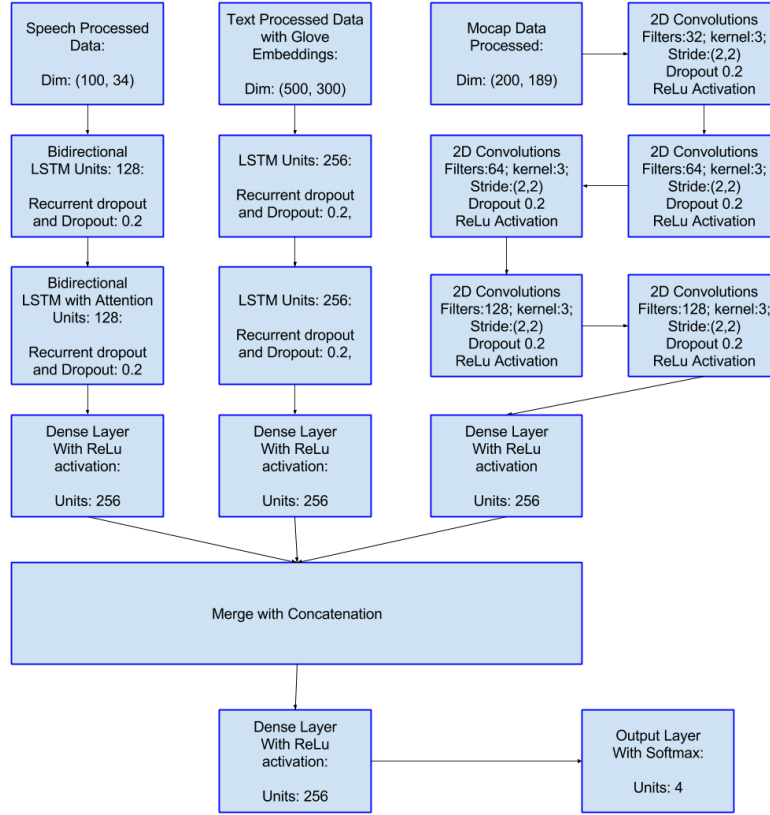 Speech Processed
Data:
Dim: (100, 34)
Text Processed Data
with Glove
Embeddings:
Dim: (500, 300)
Mocap Data
Processed:
Dim: (200, 189)
2D Convolutions
Filters:32; kernel:3;
Stride:(2,2)
Dropout 0.2
ReLu Activation
Bidirectional
LSTM Units: 128:
Recurrent dropout
and Dropout: 0.2
LSTM Units: 256:
Recurrent dropout
and Dropout: 0.2,
2D Convolutions
Filters:64; kernel:3;
Stride:(2,2)
Dropout 0.2
ReLu Activation
2D Convolutions
Filters:64; kernel:3;
Stride:(2,2)
Dropout 0.2
ReLu Activation
Bidirectional
LSTM with Attention
Units: 128:
Recurrent dropout
and Dropout: 0.2
LSTM Units: 256:
Recurrent dropout
and Dropout: 0.2,
2D Convolutions
Filters:128; kernel:3;
Stride:(2,2)
Dropout 0.2
ReLu Activation
2D Convolutions
Filters:128; kernel:3;
Stride:(2,2)
Dropout 0.2
ReLu Activation
Dense Layer
With ReLu
activation:
Units: 256
Dense Layer
With ReLu
activation:
Units: 256
Dense Layer
With ReLu
activation
Units: 256
Merge with Concatenation
Dense Layer
With ReLu
activation:
Units: 256
Output Layer
With Softmax:
Units: 4